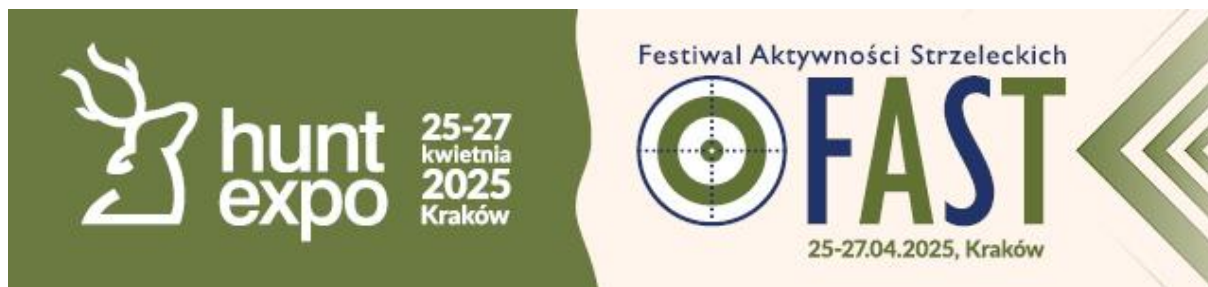 hunt
expo
25-27
kwietnia
2025
Kraków
Festiwal Aktywności Strzeleckich
FAST
25-27.04.2025, Kraków